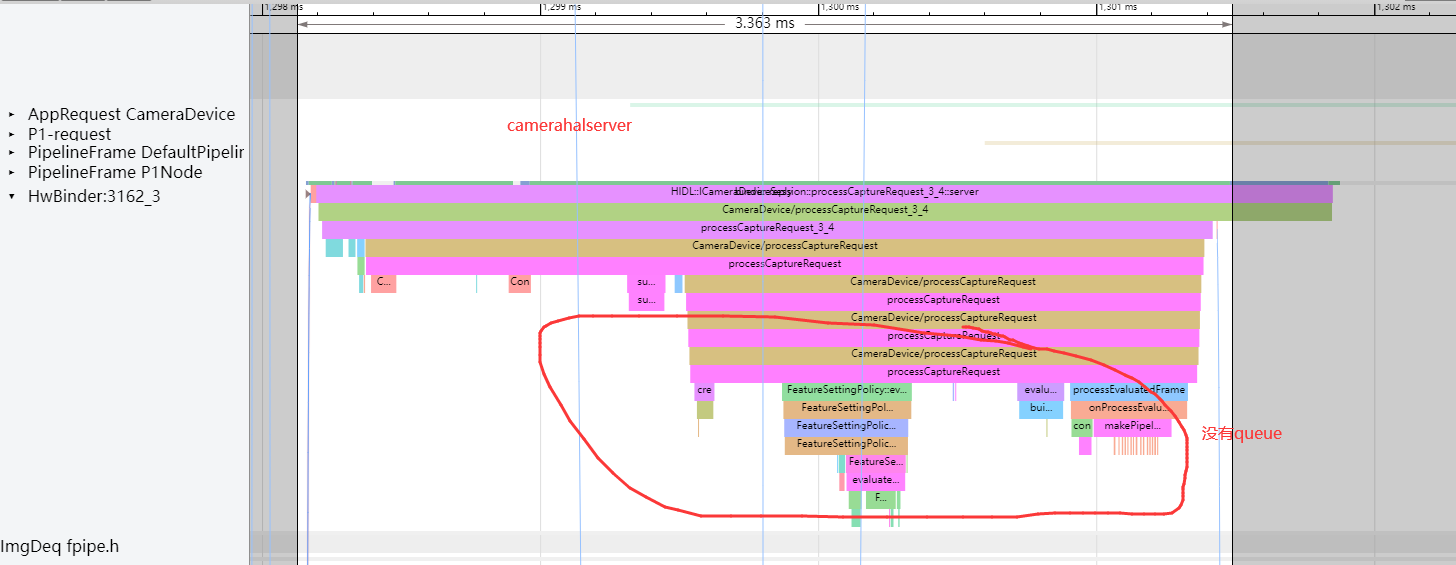 1,298 ms
1,299 ms
1,300 ms
1,301 ms
1,302 ms
3.363 ms
AppRequest CameraDevice
camerahalserver
P1-request
PipelineFrame DefaultPipelin
PipelineFrame P1Node
HwBinder:3162_3
HIDL::ICameraDeviceSession::processCaptureRequest_3_4::server
CameraDevice/processCaptureRequest_3_4
processCaptureRequest_3_4
CameraDevice/processCaptureRequest
processCaptureRequest
C... Con su... CameraDevice/processCaptureRequest
su... processCaptureRequest
CameraDevice/processCaptureRequest
processCaptureRequest
CameraDevice/processCaptureRequest
processCaptureRequest
cre FeatureSettingPolicy::ev... evalu... processEvaluatedFrame
FeatureSettingPol... bui... onProcessEvalu...
FeatureSettingPolic... con makePipel...
没有queue
FeatureSettingPolic...
FeatureSe...
evaluate...
F...
ImgDeq fpipe.h